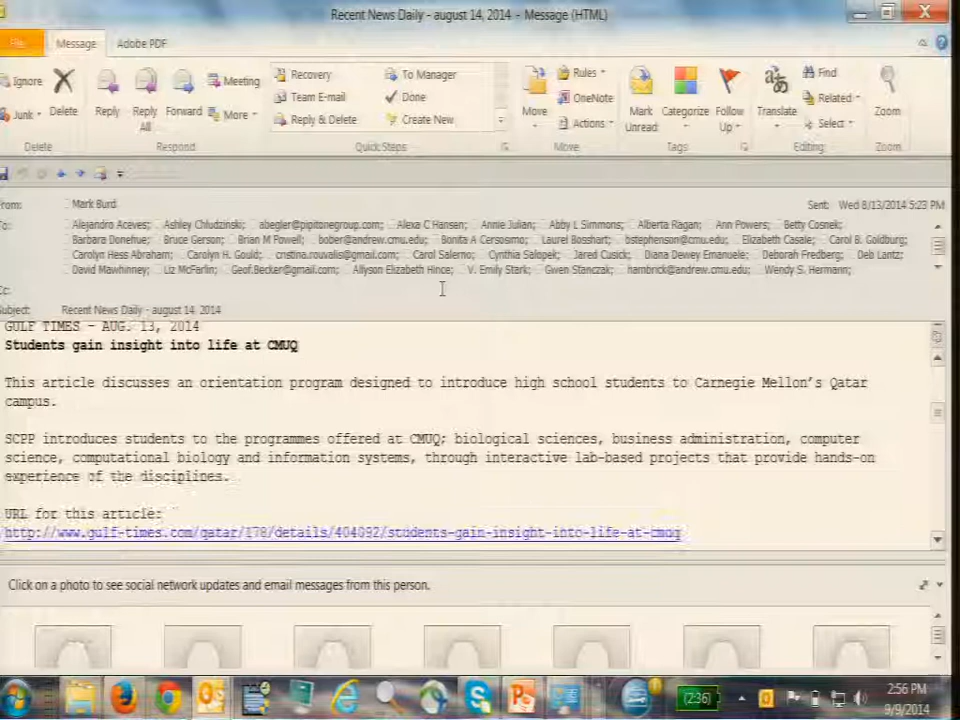 Recent News Daily - august 14, 2014 - Message (HTML)
File Message Adobe PDF
Ignore
Junk
Delete
Delete
Reply
Reply All
Forward
Meeting
More
Respond
Recovery
To Manager
Team E-mail
Done
Reply & Delete
Create New
Quick Steps
Move
Rules
OneNote
Actions
Move
Mark Unread
Categorize
Follow Up
Tags
Translate
Find
Related
Select
Editing
Zoom
Zoom
From: Mark Burd Sent: Wed 8/13/2014 5:23 PM
To: Alejandro Aceves; Ashley Chludzinski; abegler@pipitonegroup.com; Alexa C Hansen; Annie Julian; Abby L Simmons; Alberta Ragan; Ann Powers; Betty Cosnek;
Barbara Donehue; Bruce Gerson; Brian M Powell; bober@andrew.cmu.edu; Bonita A Cersosimo; Laurel Bosshart; bstephenson@cmu.edu; Elizabeth Casale; Carol B. Goldburg;
Carolyn Hess Abraham; Carolyn H. Gould; cristina.rouvalis@gmail.com; Carol Salerno; Cynthia Salopek; Jared Cusick; Diana Dewey Emanuele; Deborah Fredberg; Deb Lantz;
David Mawhinney; Liz McFarlin; Geof.Becker@gmail.com; Allyson Elizabeth Hince; V. Emily Stark; Gwen Stanczak; hambrick@andrew.cmu.edu; Wendy S. Hermann;
Cc:
Subject: Recent News Daily - august 14, 2014
GULF TIMES – AUG. 13, 2014
Students gain insight into life at CMUQ
This article discusses an orientation program designed to introduce high school students to Carnegie Mellon's Qatar
campus.
SCPP introduces students to the programmes offered at CMUQ; biological sciences, business administration, computer
science, computational biology and information systems, through interactive lab-based projects that provide hands-on
experience of the disciplines.
URL for this article:
http://www.gulf-times.com/qatar/178/details/404092/students-gain-insight-into-life-at-cmuq
Click on a photo to see social network updates and email messages from this person.
(2:36)
2:56 PM
9/9/2014